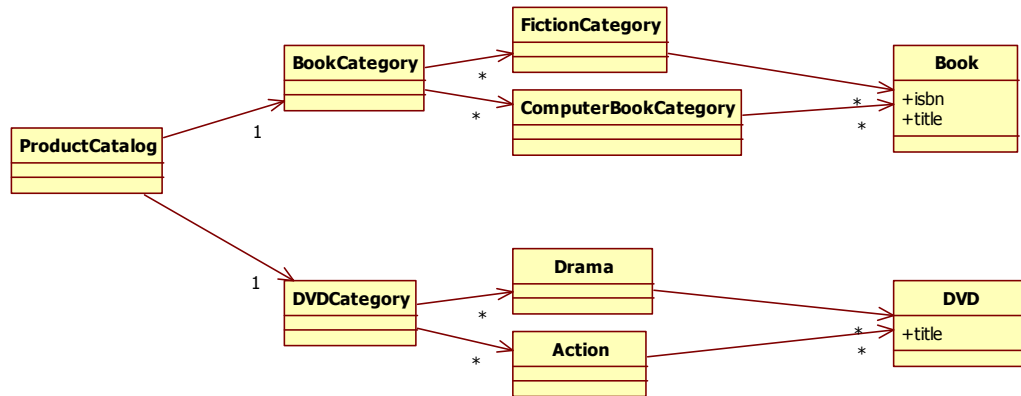 FictionCategory
BookCategory
Book
*
+isbn
ComputerBookCategory
*
*
+title
*
1
ProductCatalog
Drama
1
DVDCategory
DVD
*
*
+title
Action
*
*